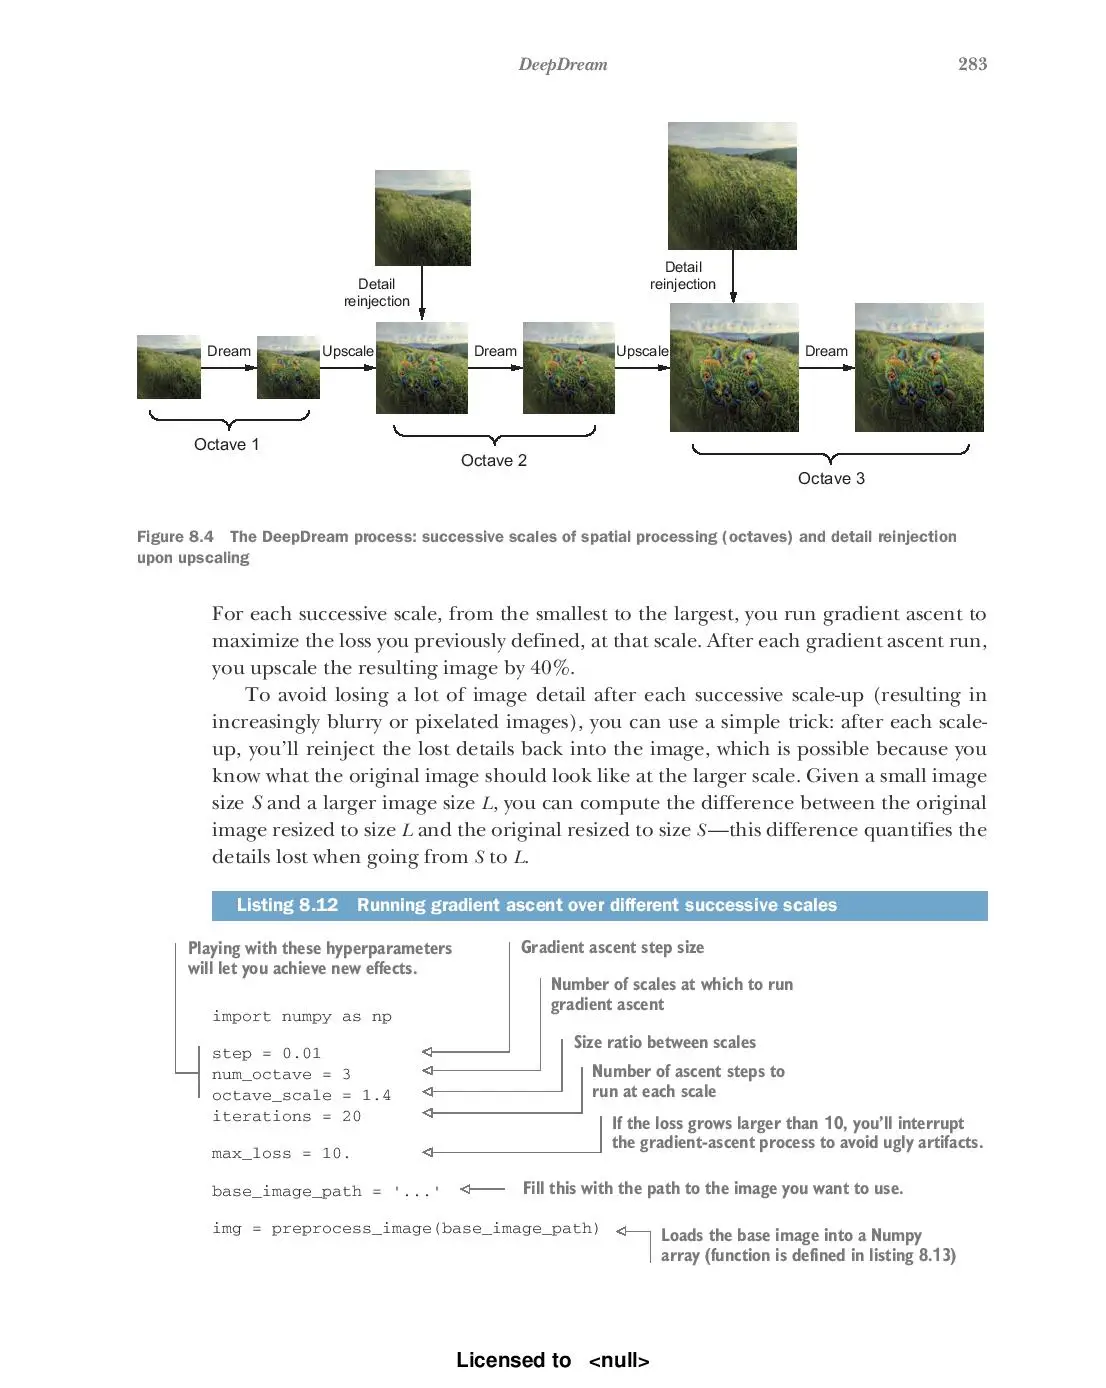 DeepDream
283
Detail
reinjection
Detail
reinjection
Dream
Upscale
Dream
Upscale
Dream
Octave 1
Octave 2
Octave 3
Figure 8.4 The DeepDream process: successive scales of spatial processing (octaves) and detail reinjection
upon upscaling
For each successive scale, from the smallest to the largest, you run gradient ascent to
maximize the loss you previously defined, at that scale. After each gradient ascent run,
you upscale the resulting image by 40%.
To avoid losing a lot of image detail after each successive scale-up (resulting in
increasingly blurry or pixelated images), you can use a simple trick: after each scale-
up, you’ll reinject the lost details back into the image, which is possible because you
know what the original image should look like at the larger scale. Given a small image
size S and a larger image size L, you can compute the difference between the original
image resized to size L and the original resized to size S—this difference quantifies the
details lost when going from S to L.
Listing 8.12 Running gradient ascent over different successive scales
Playing with these hyperparameters
will let you achieve new effects.
Gradient ascent step size
Number of scales at which to run
gradient ascent
import numpy as np
Size ratio between scales
step = 0.01
num_octave = 3
octave_scale = 1.4
iterations = 20
Number of ascent steps to
run at each scale
If the loss grows larger than 10, you’ll interrupt
the gradient-ascent process to avoid ugly artifacts.
max_loss = 10.
base_image_path = '...'
Fill this with the path to the image you want to use.
img = preprocess_image(base_image_path)
Loads the base image into a Numpy
array (function is defined in listing 8.13)
Licensed to <null>